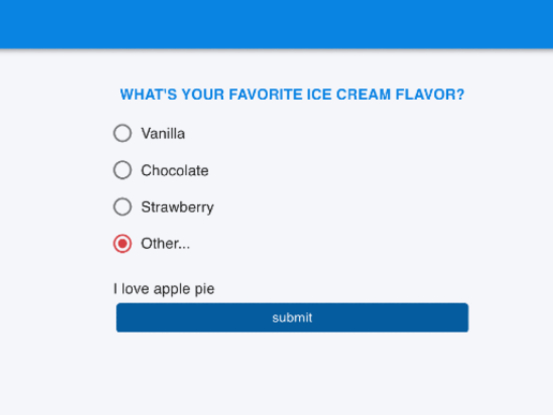 WHAT'S YOUR FAVORITE ICE CREAM FLAVOR?
Vanilla
Chocolate
Strawberry
Other...
I love apple pie
submit